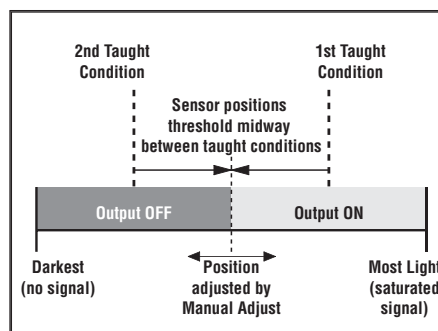 2nd Taught
Condition
1st Taught
Condition
Sensor positions
threshold midway
between taught conditions
Output OFF
Output ON
Darkest
(no signal)
Position
adjusted by
Manual Adjust
Most Light
(saturated
signal)